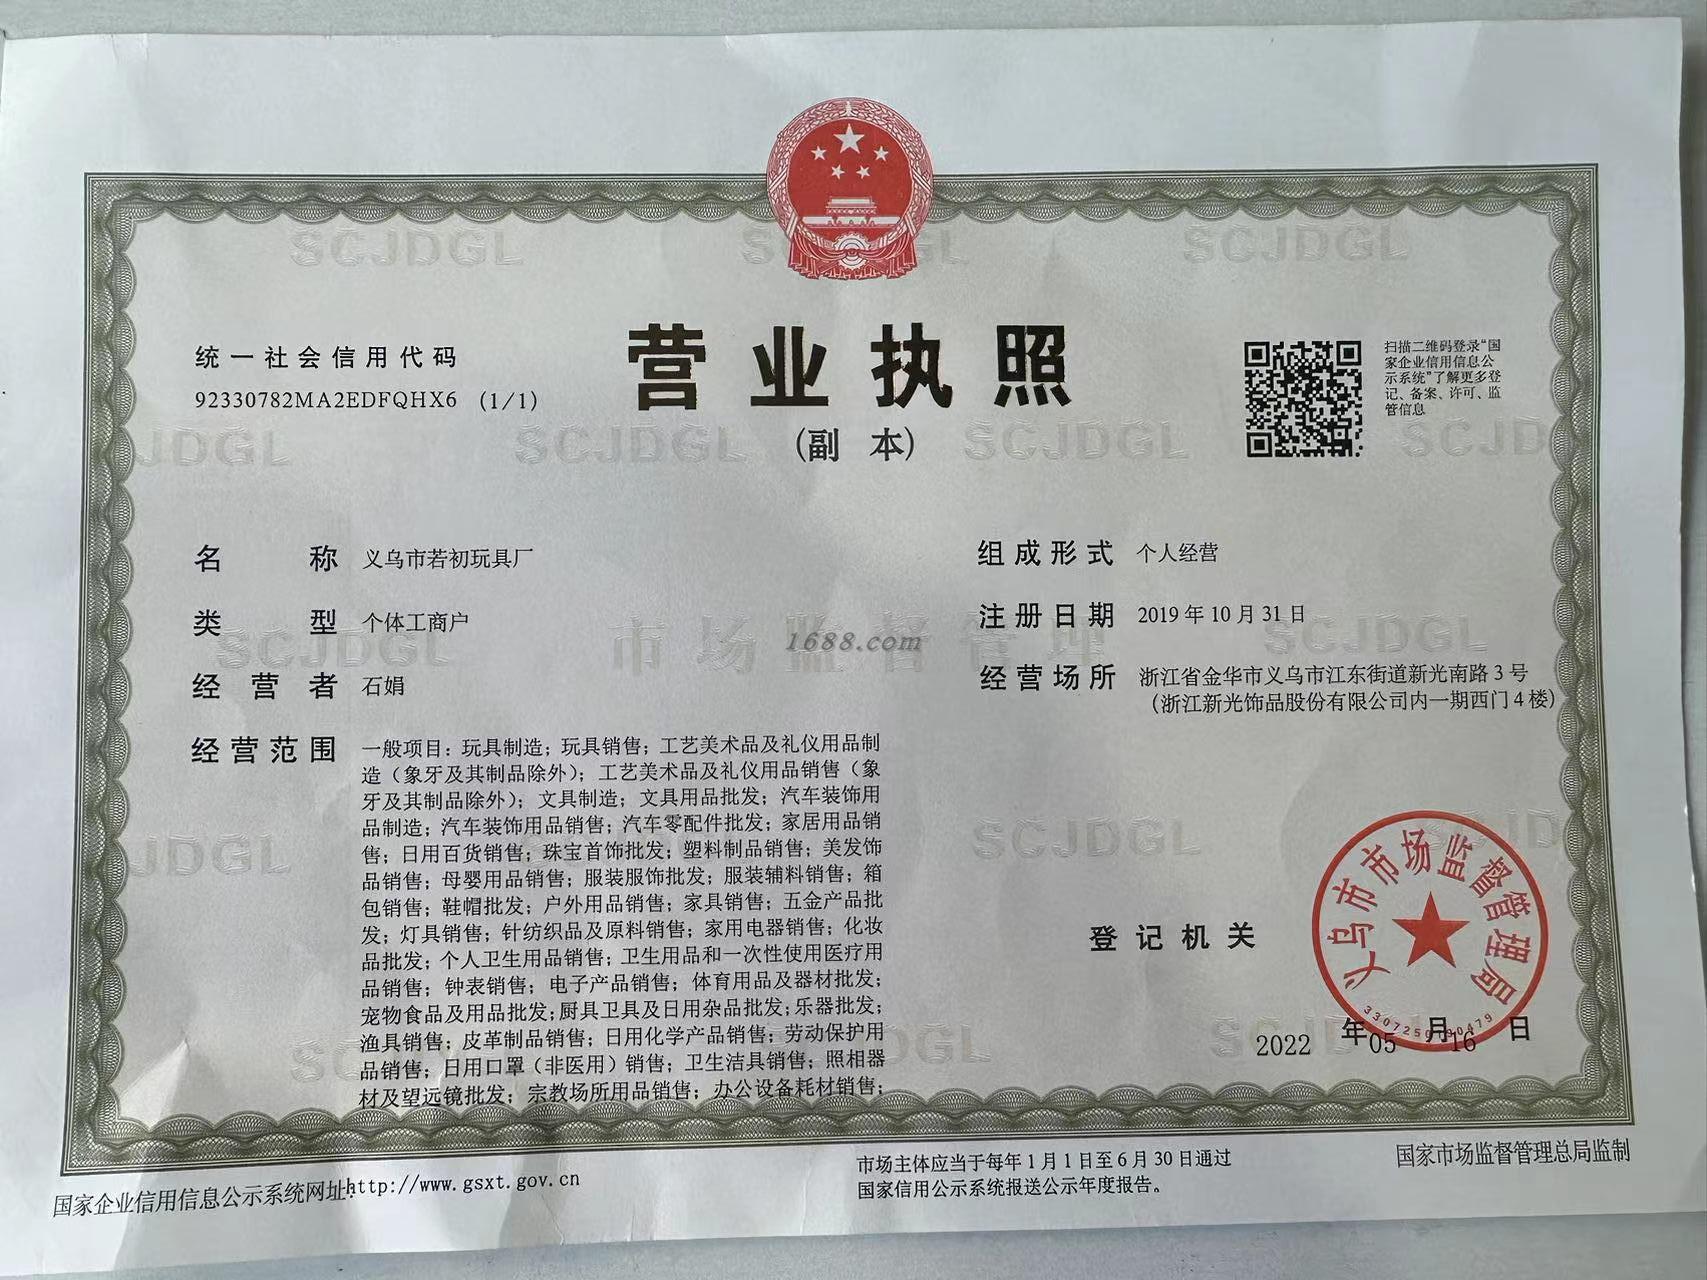 SCJDGL
SCJDGL
统一社会信用代码
92330782MA2EDFQHX6 (1/1)
营业执照
(副 本)
扫描二维码登录“国
家企业信用信息公
示系统”了解更多登
记、备案、许可、监
管信息
名 称 义乌市若初玩具厂
类 型 个体工商户
经 营 者 石娟
经营范围 一般项目：玩具制造；玩具销售；工艺美术品及礼仪用品制
造（象牙及其制品除外）；工艺美术品及礼仪用品销售（象
牙及其制品除外）；文具制造；文具用品批发；汽车装饰用
品制造；汽车装饰用品销售；汽车零配件批发；家居用品销
售；日用百货销售；珠宝首饰批发；塑料制品销售；美发饰
品销售；母婴用品销售；服装服饰批发；服装辅料销售；箱
包销售；鞋帽批发；户外用品销售；家具销售；五金产品批
发；灯具销售；针纺织品及原料销售；家用电器销售；化妆
品批发；个人卫生用品销售；卫生用品和一次性使用医疗用
品销售；钟表销售；电子产品销售；体育用品及器材批发；
宠物食品及用品批发；厨具卫具及日用杂品批发；乐器批发；
渔具销售；皮革制品销售；日用化学产品销售；劳动保护用
品销售；日用口罩（非医用）销售；卫生洁具销售；照相器
材及望远镜批发；宗教场所用品销售；办公设备耗材销售；
组成形式 个人经营
注册日期 2019年10月31日
经营场所 浙江省金华市义乌市江东街道新光南路3号
（浙江新光饰品股份有限公司内一期西门4楼）
市场监督管理
1688.com
登记机关
义乌市市场监督管理局
2022 年 05 月 16 日
国家企业信用信息公示系统网址：http://www.gsxt.gov.cn
市场主体应当于每年1月1日至6月30日通过
国家信用公示系统报送公示年度报告。
国家市场监督管理总局监制